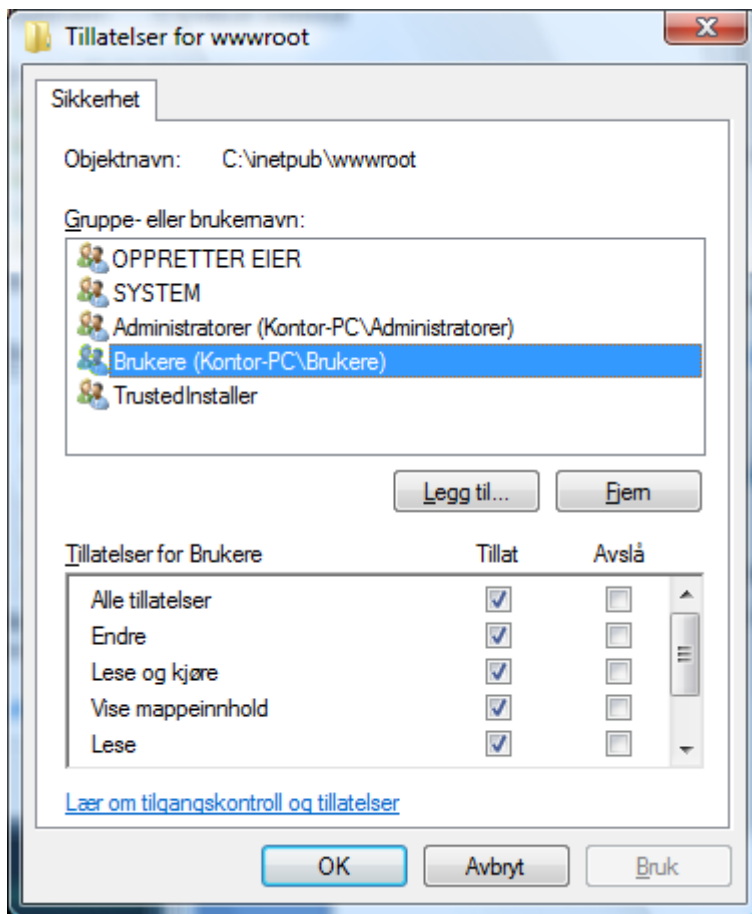 Tillatelser for wwwroot
Sikkerhet
Objektnavn: C:\inetpub\wwwroot
Gruppe- eller brukernavn:
OPPRETTER EIER
SYSTEM
Administratorer (Kontor-PC\Administratorer)
Brukere (Kontor-PC\Brukere)
TrustedInstaller
Legg til... Fjern
Tillatelser for Brukere Tillat Avslå
Alle tillatelser
Endre
Lese og kjøre
Vise mappeinnhold
Lese
Lær om tilgangskontroll og tillatelser
OK Avbryt Bruk